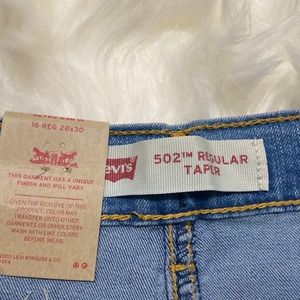 16 REG 28x30
THIS GARMENT HAS A UNIQUE
FINISH AND WILL VARY
GIVEN THE RICH DYE OF THIS
PRODUCT, COLOR MAY
TRANSFER ONTO OTHER
GARMENTS OR UPHOLSTERY
WASH WITH LIKE COLORS
BEFORE WEAR.
2020 LEVI STRAUSS & CO.
evi's
502™ REGULAR
TAPER